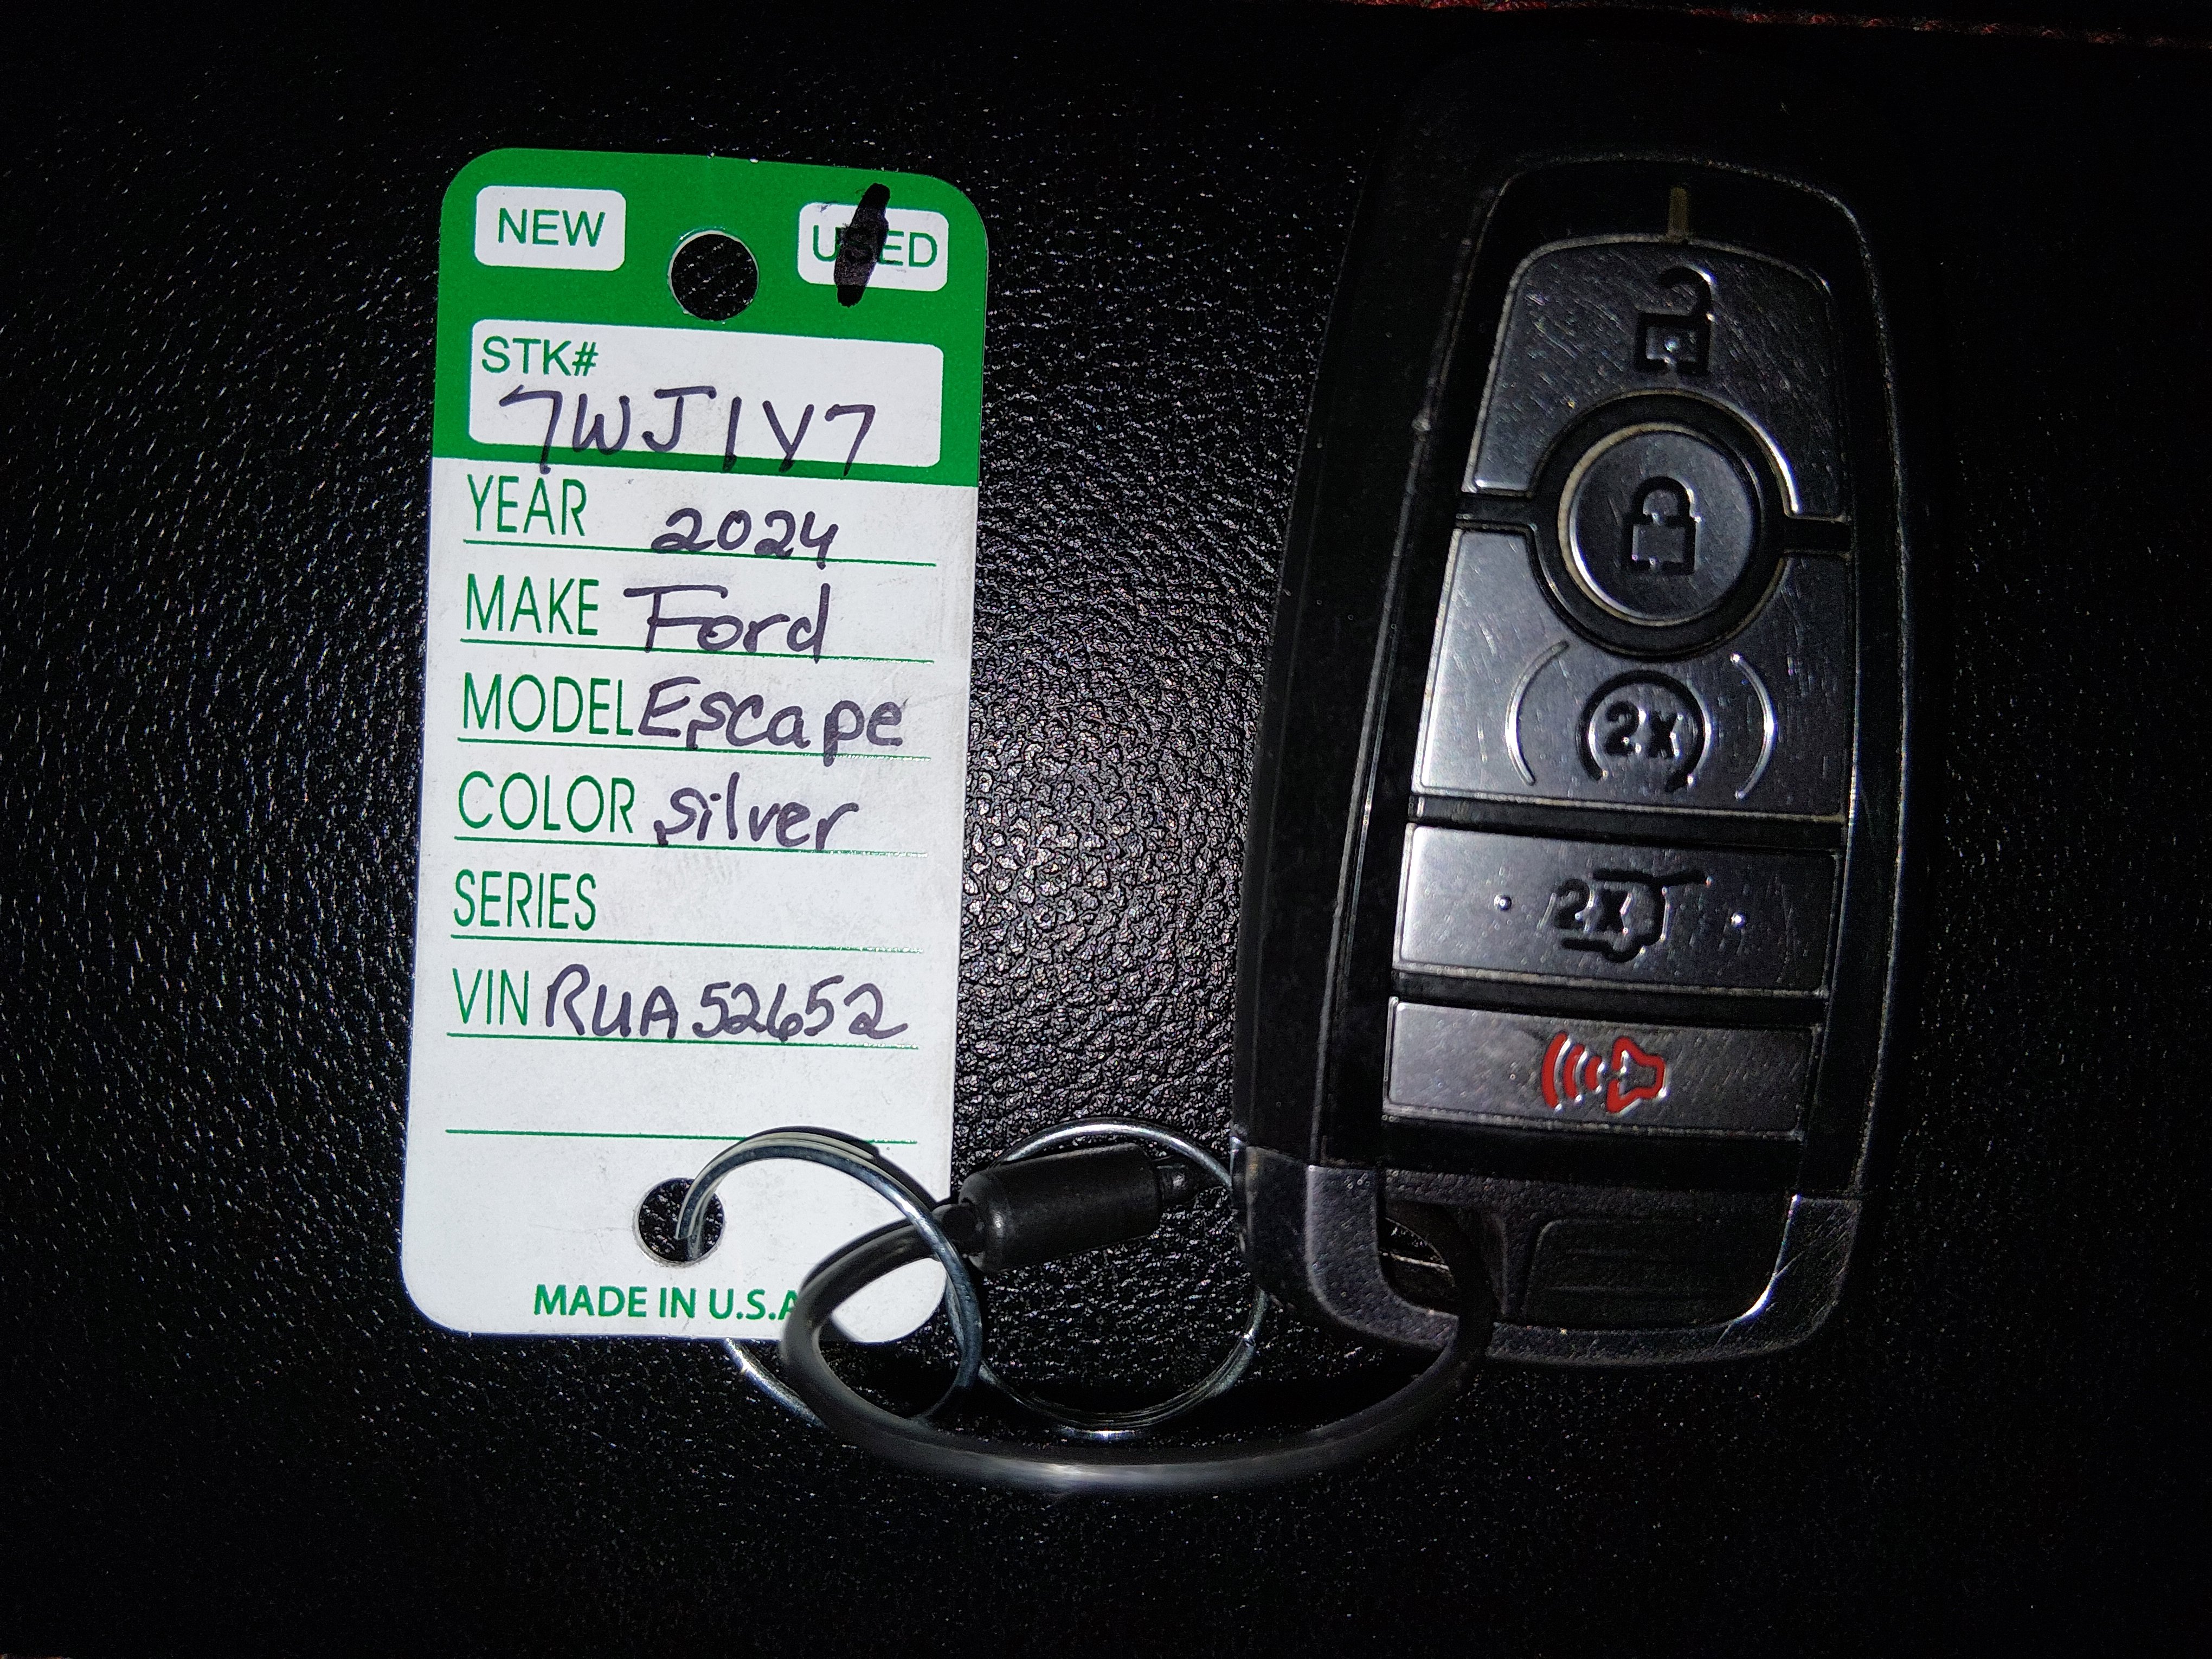 NEW USED
STK#
7WJ1Y7
YEAR 2024
MAKE Ford
MODEL Escape
COLOR silver
SERIES
VIN RUA52652
MADE IN U.S.A
2x
2x